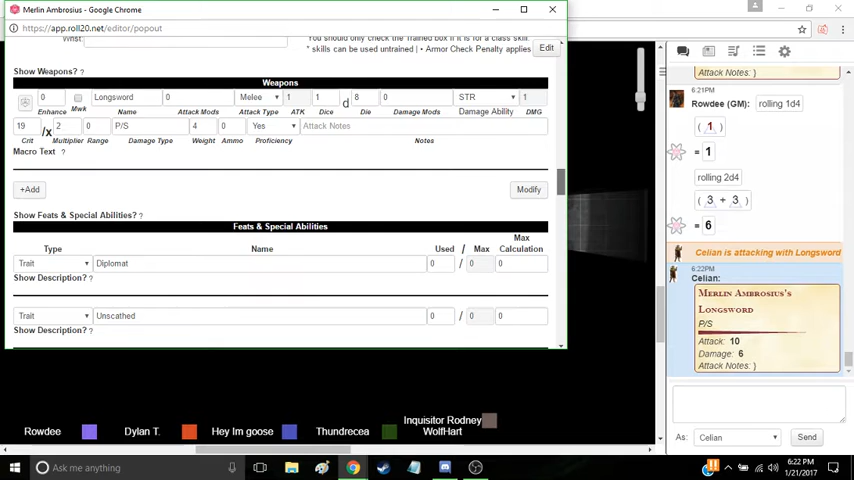 Merlin Ambrosius - Google Chrome
https://app.roll20.net/editor/popout
You should only check the Trained box if it is for a class skill.
Wrist:
* skills can be used untrained | • Armor Check Penalty applies
Edit
Show Weapons? ?
Weapons
0 Longsword 0 Melee 1 1 d 8 0 STR 1
Enhance Mwk Name Attack Mods Attack Type ATK Dice Die Damage Mods Damage Ability DMG
19 /x 2 0 P/S 4 0 Yes Attack Notes
Crit Multiplier Range Damage Type Weight Ammo Proficiency Notes
Macro Text ?
+Add Modify
Show Feats & Special Abilities? ?
Feats & Special Abilities
Type Name Used / Max Max Calculation
Trait Diplomat 0 / 0 0
Show Description? ?
Trait Unscathed 0 / 0 0
Show Description? ?
Rowdee Dylan T. Hey Im goose Thundrecea Inquisitor Rodney WolfHart
Attack Notes: )
6:21PM
Rowdee (GM): rolling 1d4
( 1 )
= 1
rolling 2d4
( 3 + 3 )
= 6
Celian is attacking with Longsword
6:22PM
Celian:
Merlin Ambrosius's
Longsword
P/S
Attack: 10
Damage: 6
Attack Notes: )
As: Celian Send
Ask me anything
6:22 PM
1/21/2017